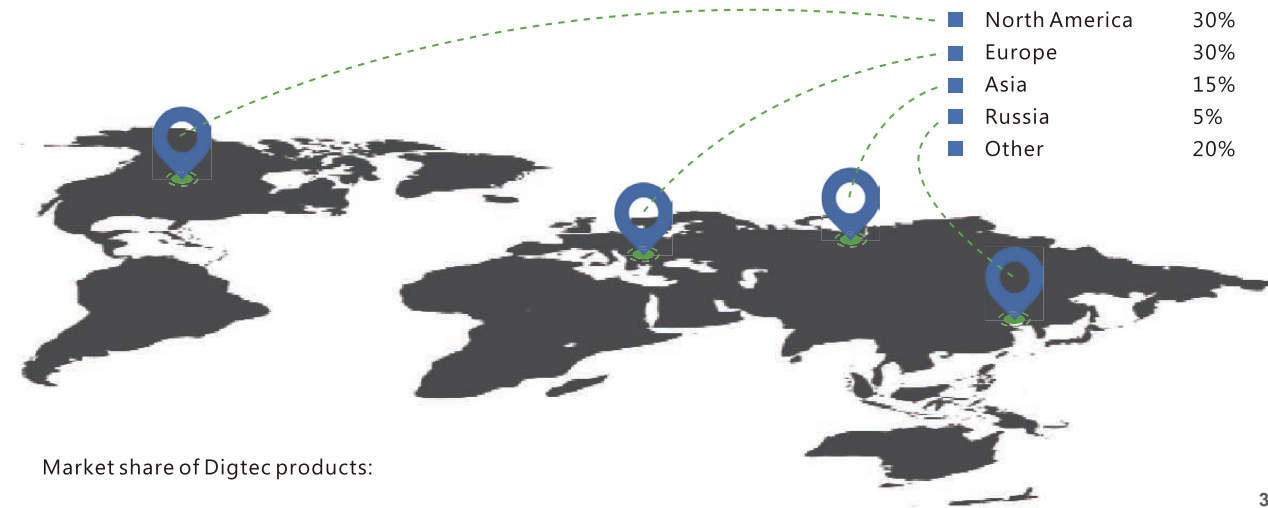 North America 30%
Europe 30%
Asia 15%
Russia 5%
Other 20%
Market share of Digtec products:
3